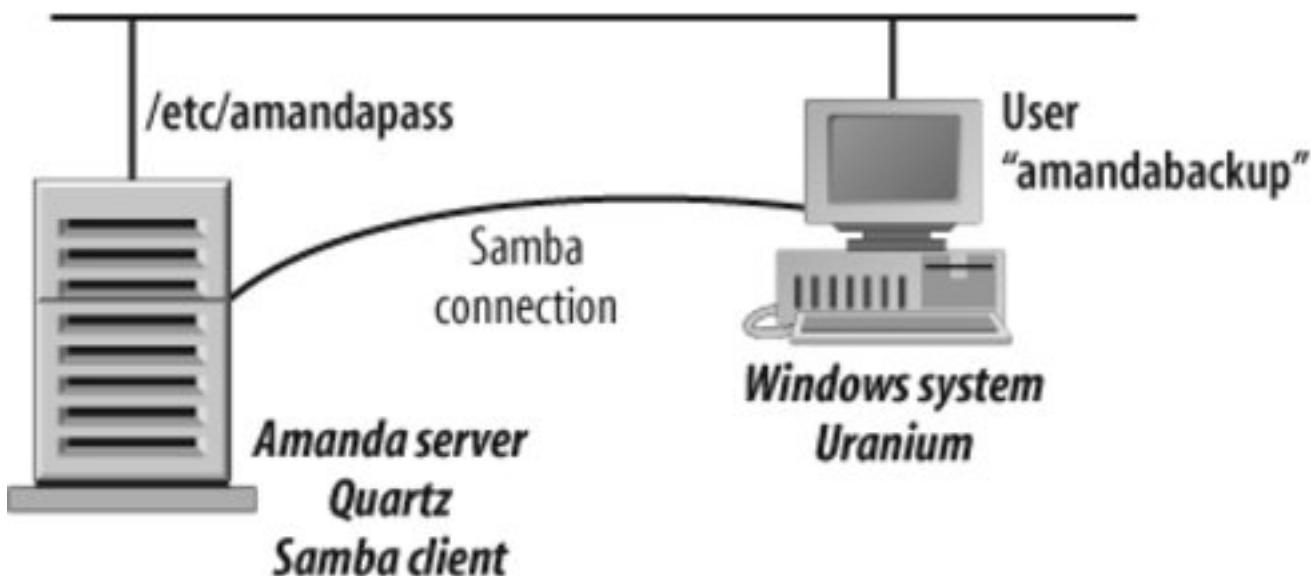 /etc/amandapass
User
“amandabackup”
Samba
connection
Windows system
Uranium
Amanda server
Quartz
Samba client